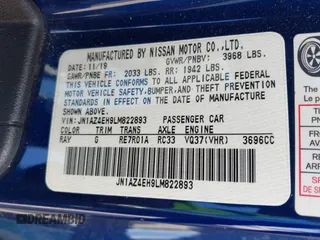 MANUFACTURED BY NISSAN MOTOR CO.,LTD.
DATE: 11/19 GVWR/PNBV: 3968 LBS.
GAWR/PNBE FR: 2033 LBS. RR: 1942 LBS.
THIS VEHICLE CONFORMS TO ALL APPLICABLE FEDERAL
MOTOR VEHICLE SAFETY,BUMPER,AND THEFT
PREVENTION STANDARDS IN EFFECT ON THE DATE OF MANUFACTURE
SHOWN ABOVE.
VIN: JN1AZ4EH9LM822893 PASSENGER CAR
COLOR TRIM TRANS AXLE ENGINE
RAY G RE7R01A RC33 VQ37(VHR) 3696CC
JN1AZ4EH9LM822893
DREAMBID